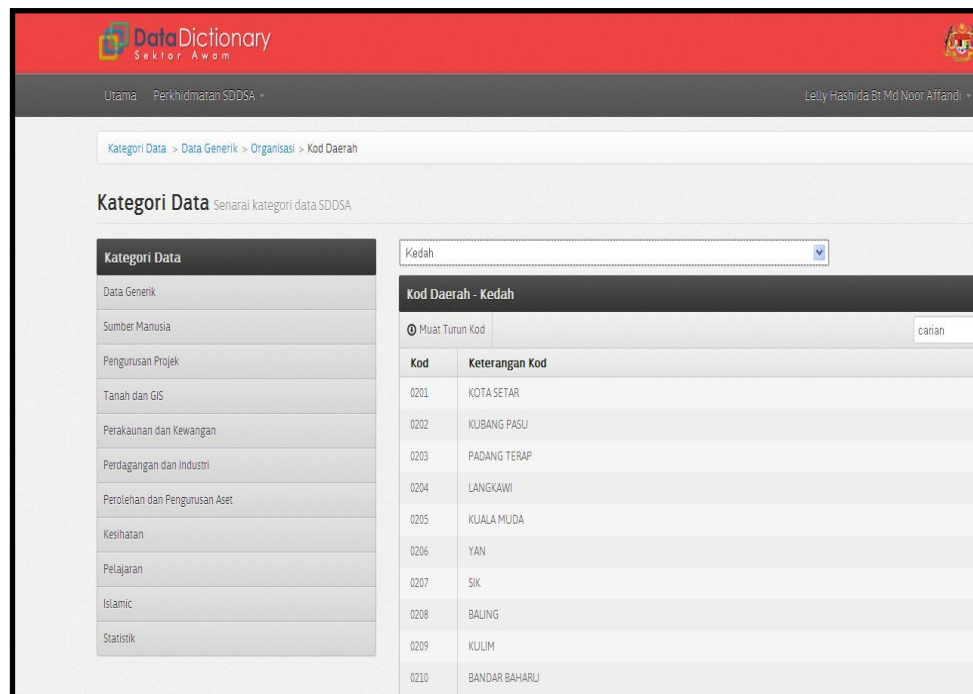 DataDictionary
Sektor Awam
Utama Perkhidmatan SDDSA Lelly Hashida Bt Md Noor Affandi
Kategori Data > Data Generik > Organisasi > Kod Daerah
Kategori Data Senarai kategori data SDDSA
Kategori Data
Data Generik
Sumber Manusia
Pengurusan Projek
Tanah dan GIS
Perakaunan dan Kewangan
Perdagangan dan Industri
Perolehan dan Pengurusan Aset
Kesihatan
Pelajaran
Islamic
Statistik
Kedah
Kod Daerah - Kedah
Muat Turun Kod carian
Kod Keterangan Kod
0201 KOTA SETAR
0202 KUBANG PASU
0203 PADANG TERAP
0204 LANGKAWI
0205 KUALA MUDA
0206 YAN
0207 SIK
0208 BALING
0209 KULIM
0210 BANDAR BAHARU